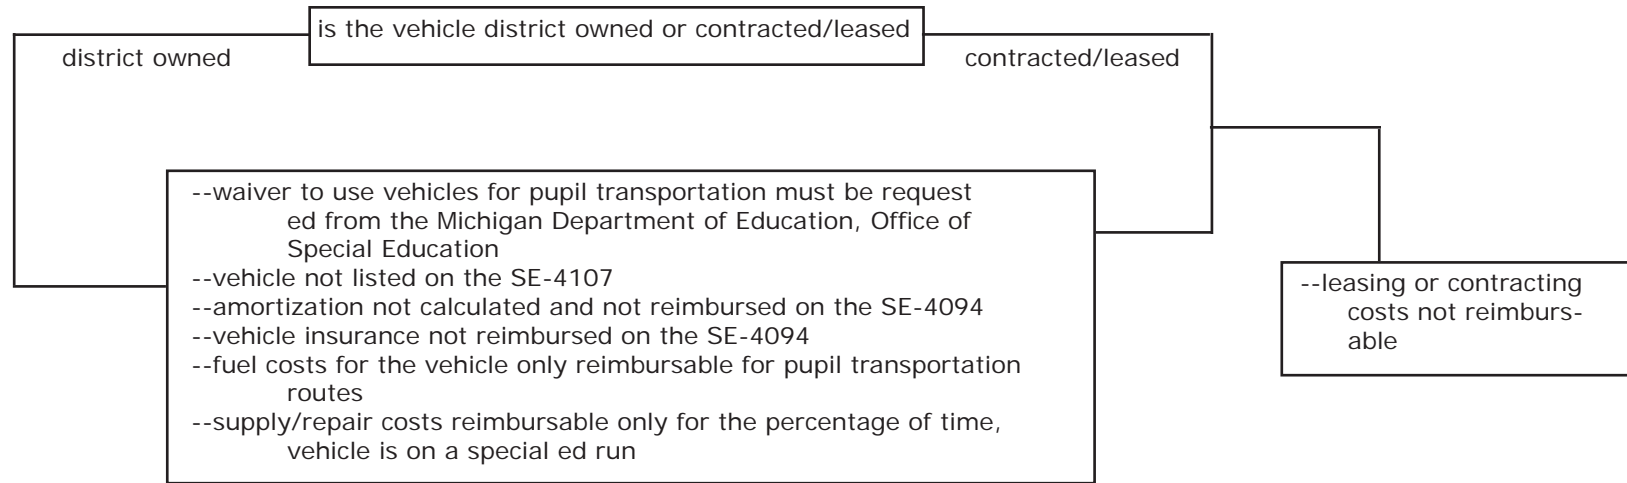 is the vehicle district owned or contracted/leased
district owned
contracted/leased
--waiver to use vehicles for pupil transportation must be request
ed from the Michigan Department of Education, Office of
Special Education
--vehicle not listed on the SE-4107
--amortization not calculated and not reimbursed on the SE-4094
--vehicle insurance not reimbursed on the SE-4094
--fuel costs for the vehicle only reimbursable for pupil transportation
routes
--supply/repair costs reimbursable only for the percentage of time,
vehicle is on a special ed run
--leasing or contracting
costs not reimburs-
able